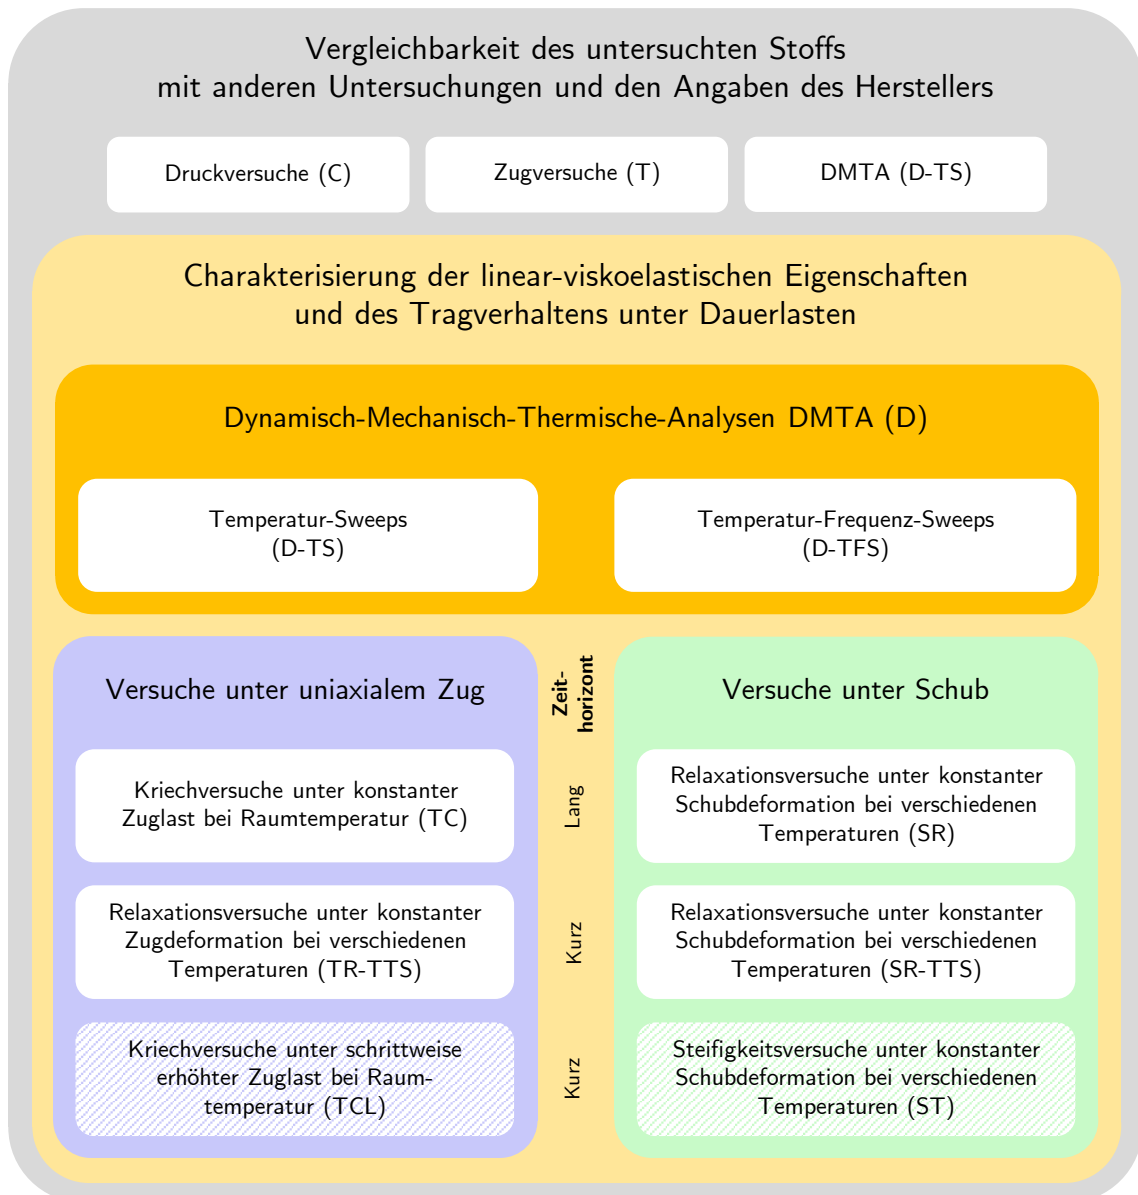 Vergleichbarkeit des untersuchten Stoffs
mit anderen Untersuchungen und den Angaben des Herstellers
Druckversuche (C)
Zugversuche (T)
DMTA (D-TS)
Charakterisierung der linear-viskoelastischen Eigenschaften
und des Tragverhaltens unter Dauerlasten
Dynamisch-Mechanisch-Thermische-Analysen DMTA (D)
Temperatur-Sweeps
(D-TS)
Temperatur-Frequenz-Sweeps
(D-TFS)
Versuche unter uniaxialem Zug
Zeit-
horizont
Versuche unter Schub
Kriechversuche unter konstanter
Zuglast bei Raumtemperatur (TC)
Lang
Relaxationsversuche unter konstanter
Schubdeformation bei verschiedenen
Temperaturen (SR)
Relaxationsversuche unter konstanter
Zugdeformation bei verschiedenen
Temperaturen (TR-TTS)
Kurz
Relaxationsversuche unter konstanter
Schubdeformation bei verschiedenen
Temperaturen (SR-TTS)
Kriechversuche unter schrittweise
erhöhter Zuglast bei Raum-
temperatur (TCL)
Kurz
Steifigkeitsversuche unter konstanter
Schubdeformation bei verschiedenen
Temperaturen (ST)